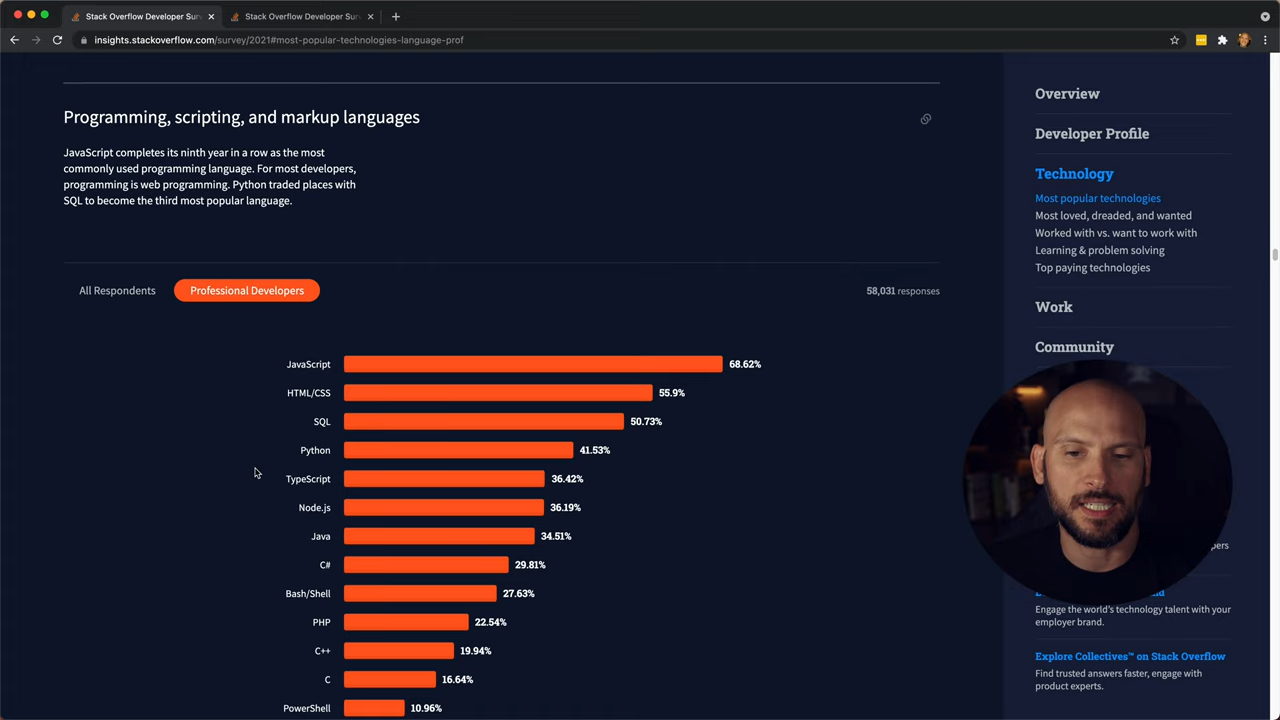 Stack Overflow Developer Sur
Stack Overflow Developer Sur
insights.stackoverflow.com/survey/2021#most-popular-technologies-language-prof
Programming, scripting, and markup languages
JavaScript completes its ninth year in a row as the most
commonly used programming language. For most developers,
programming is web programming. Python traded places with
SQL to become the third most popular language.
All Respondents
Professional Developers
58,031 responses
JavaScript 68.62%
HTML/CSS 55.9%
SQL 50.73%
Python 41.53%
TypeScript 36.42%
Node.js 36.19%
Java 34.51%
C# 29.81%
Bash/Shell 27.63%
PHP 22.54%
C++ 19.94%
C 16.64%
PowerShell 10.96%
Overview
Developer Profile
Technology
Most popular technologies
Most loved, dreaded, and wanted
Worked with vs. want to work with
Learning & problem solving
Top paying technologies
Work
Community
Engage the world's technology talent with your
employer brand.
Explore Collectives™ on Stack Overflow
Find trusted answers faster, engage with
product experts.